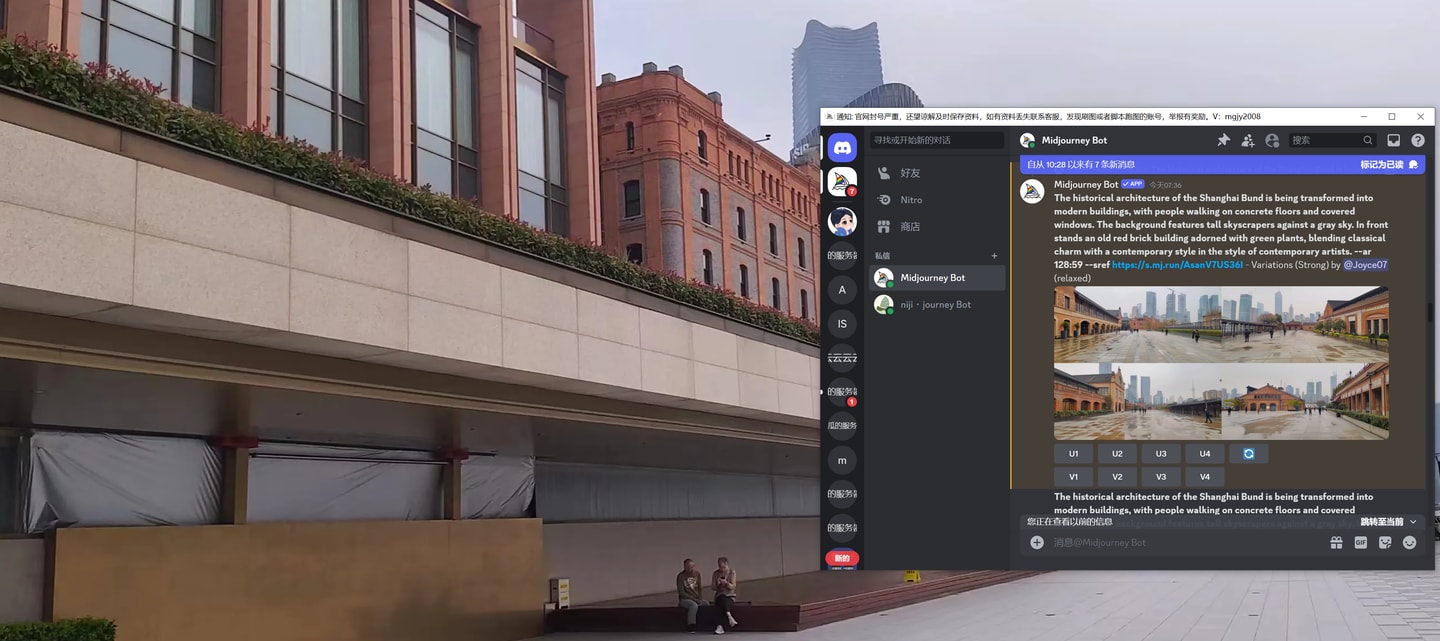 通知: 官网封号严重，还望谅解及时保存资料，如有资料丢失联系客服，发现刷图或者脚本跑图的账号，举报有奖励。V：mgjy2008
寻找或开始新的对话
Midjourney Bot
搜索
自从 10:28 以来有 7 条新消息
标记为已读
7
好友
Nitro
商店
私信
Midjourney Bot
niji・journey Bot
的服务器
A
IS
的服务器
1
瓜的服务
m
的服务器
的服务器
新的
Midjourney Bot APP 今天07:36
The historical architecture of the Shanghai Bund is being transformed into
modern buildings, with people walking on concrete floors and covered
windows. The background features tall skyscrapers against a gray sky. In front
stands an old red brick building adorned with green plants, blending classical
charm with a contemporary style in the style of contemporary artists. --ar
128:59 --sref https://s.mj.run/AsanV7US36I - Variations (Strong) by @Joyce07
(relaxed)
U1 U2 U3 U4
V1 V2 V3 V4
The historical architecture of the Shanghai Bund is being transformed into
modern buildings, with people walking on concrete floors and covered
您正在查看以前的信息
跳转至当前
消息@Midjourney Bot
GIF